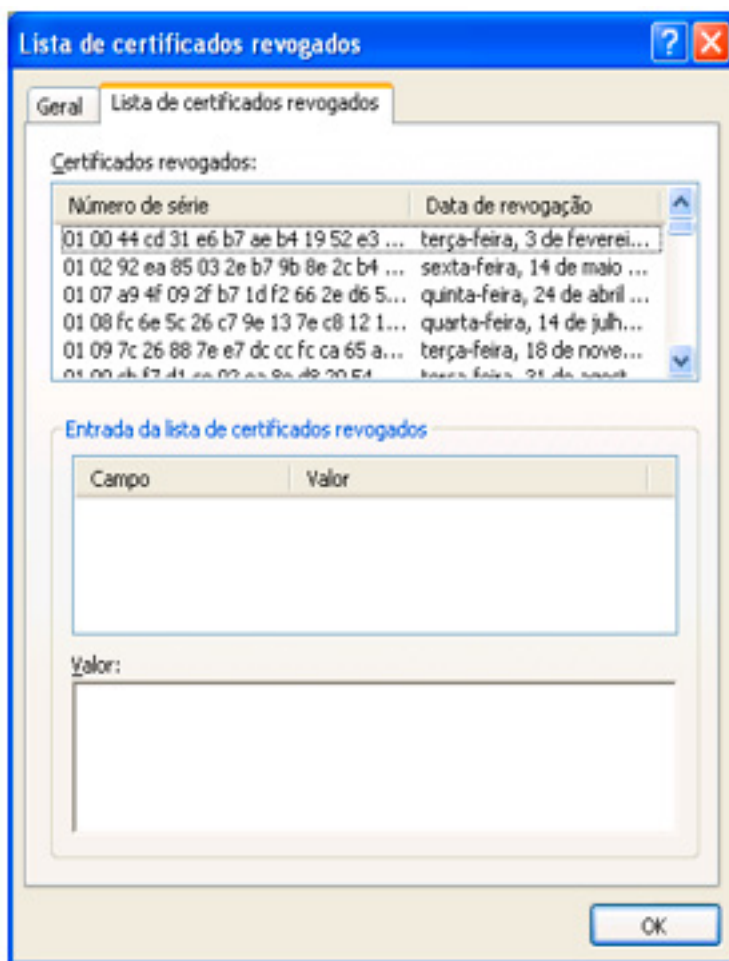 Lista de certificados revogados
Geral
Lista de certificados revogados
Certificados revogados:
Número de série Data de revogação
01 00 44 cd 31 e6 b7 ae b4 19 52 e3 ... terça-feira, 3 de feverei...
01 02 92 ea 85 03 2e b7 9b 8e 2c b4 ... sexta-feira, 14 de maio ...
01 07 a9 4f 09 2f b7 1d f2 66 2e d6 5... quinta-feira, 24 de abril ...
01 08 fc 6e 5c 26 c7 9e 13 7e c8 12 1... quarta-feira, 14 de julh...
01 09 7c 26 88 7e e7 dc cc fc ca 65 a... terça-feira, 18 de nove...
Entrada da lista de certificados revogados
Campo Valor
Valor:
OK